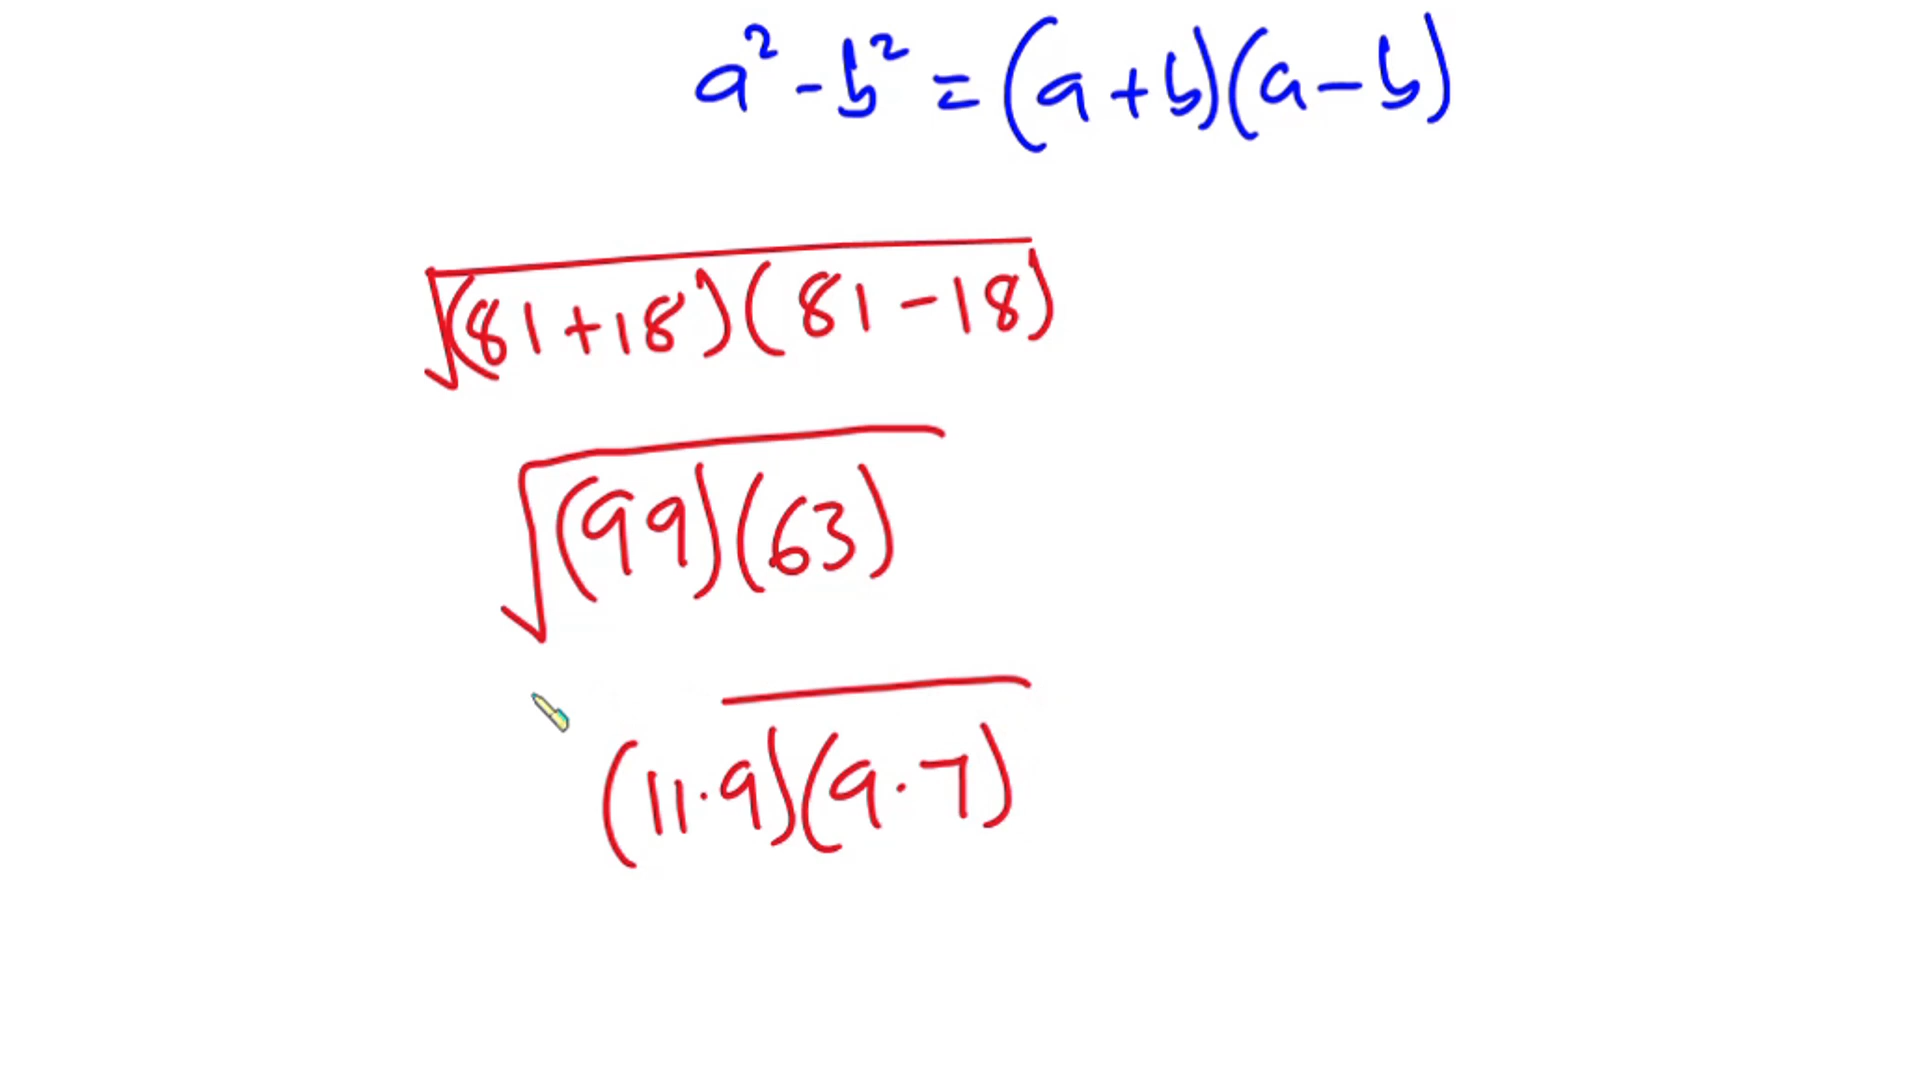 a² - b² = (a + b)(a - b)
√(81+18)(81-18)
√(99)(63)
(11·9)(9·7)